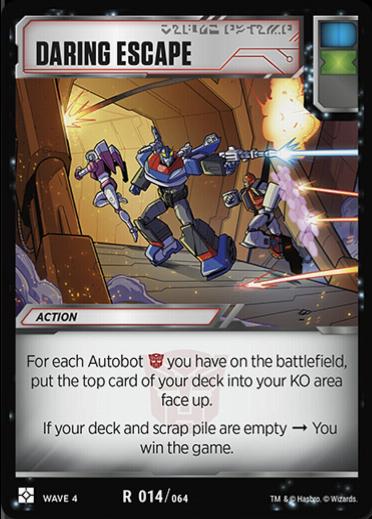 DARING ESCAPE
ACTION
For each Autobot you have on the battlefield,
put the top card of your deck into your KO area
face up.
If your deck and scrap pile are empty → You
win the game.
WAVE 4
R 014/064
TM & © Hasbro. © Wizards.